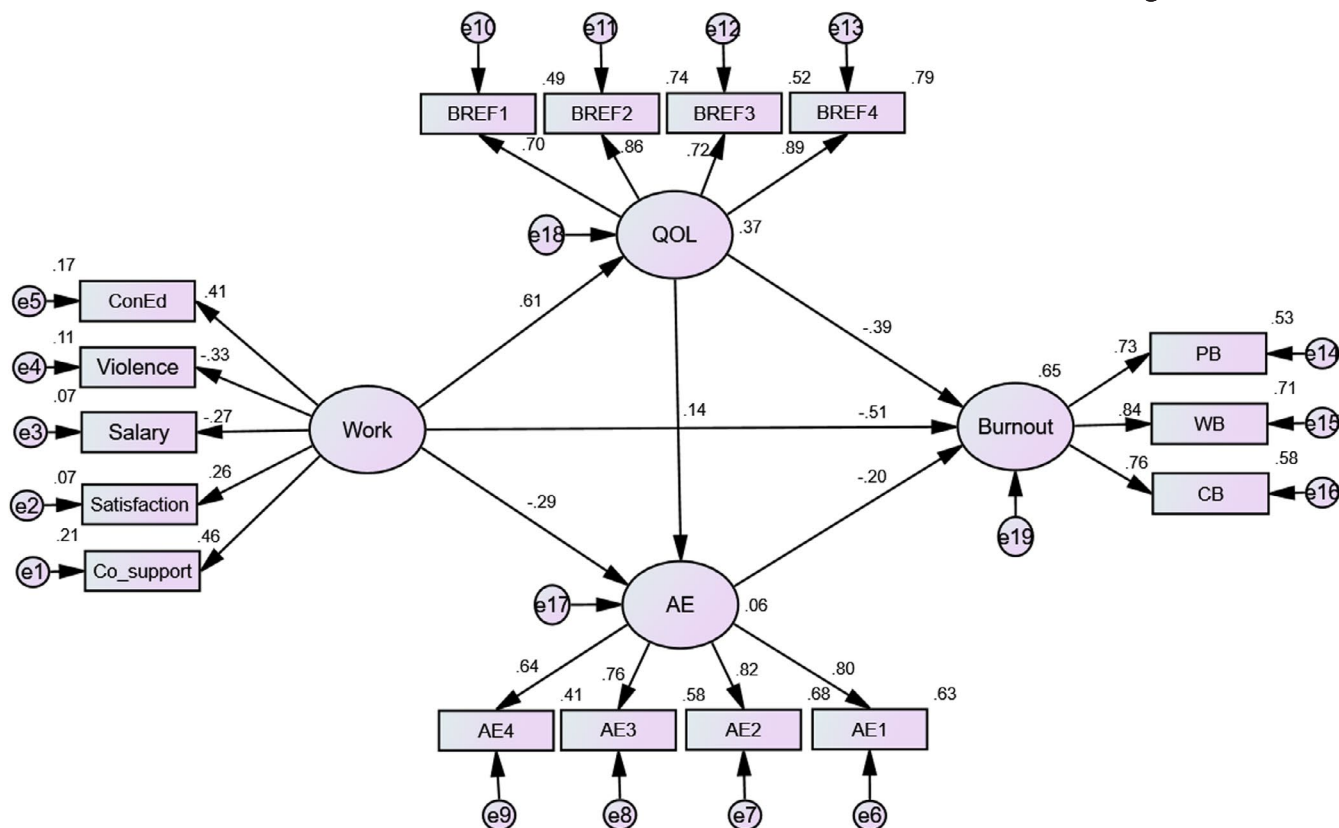 e10 e11 e12 e13
.49 .74 .52 .79
BREF1 BREF2 BREF3 BREF4
.70 .86 .72 .89
e18 QOL .37
.17
e5 ConEd .41
.61
-.39
.11
e4 Violence -.33
.53
.73 PB e14
.07
e3 Salary -.27
Work
.14
-.51
.65
Burnout
.71
.84 WB e15
.07
e2 Satisfaction .26
-.29
-.20
.58
.76 CB e16
.21
e1 Co_support .46
e19
e17 AE .06
.64 .76 .82 .80
.41 .58 .68 .63
AE4 AE3 AE2 AE1
e9 e8 e7 e6